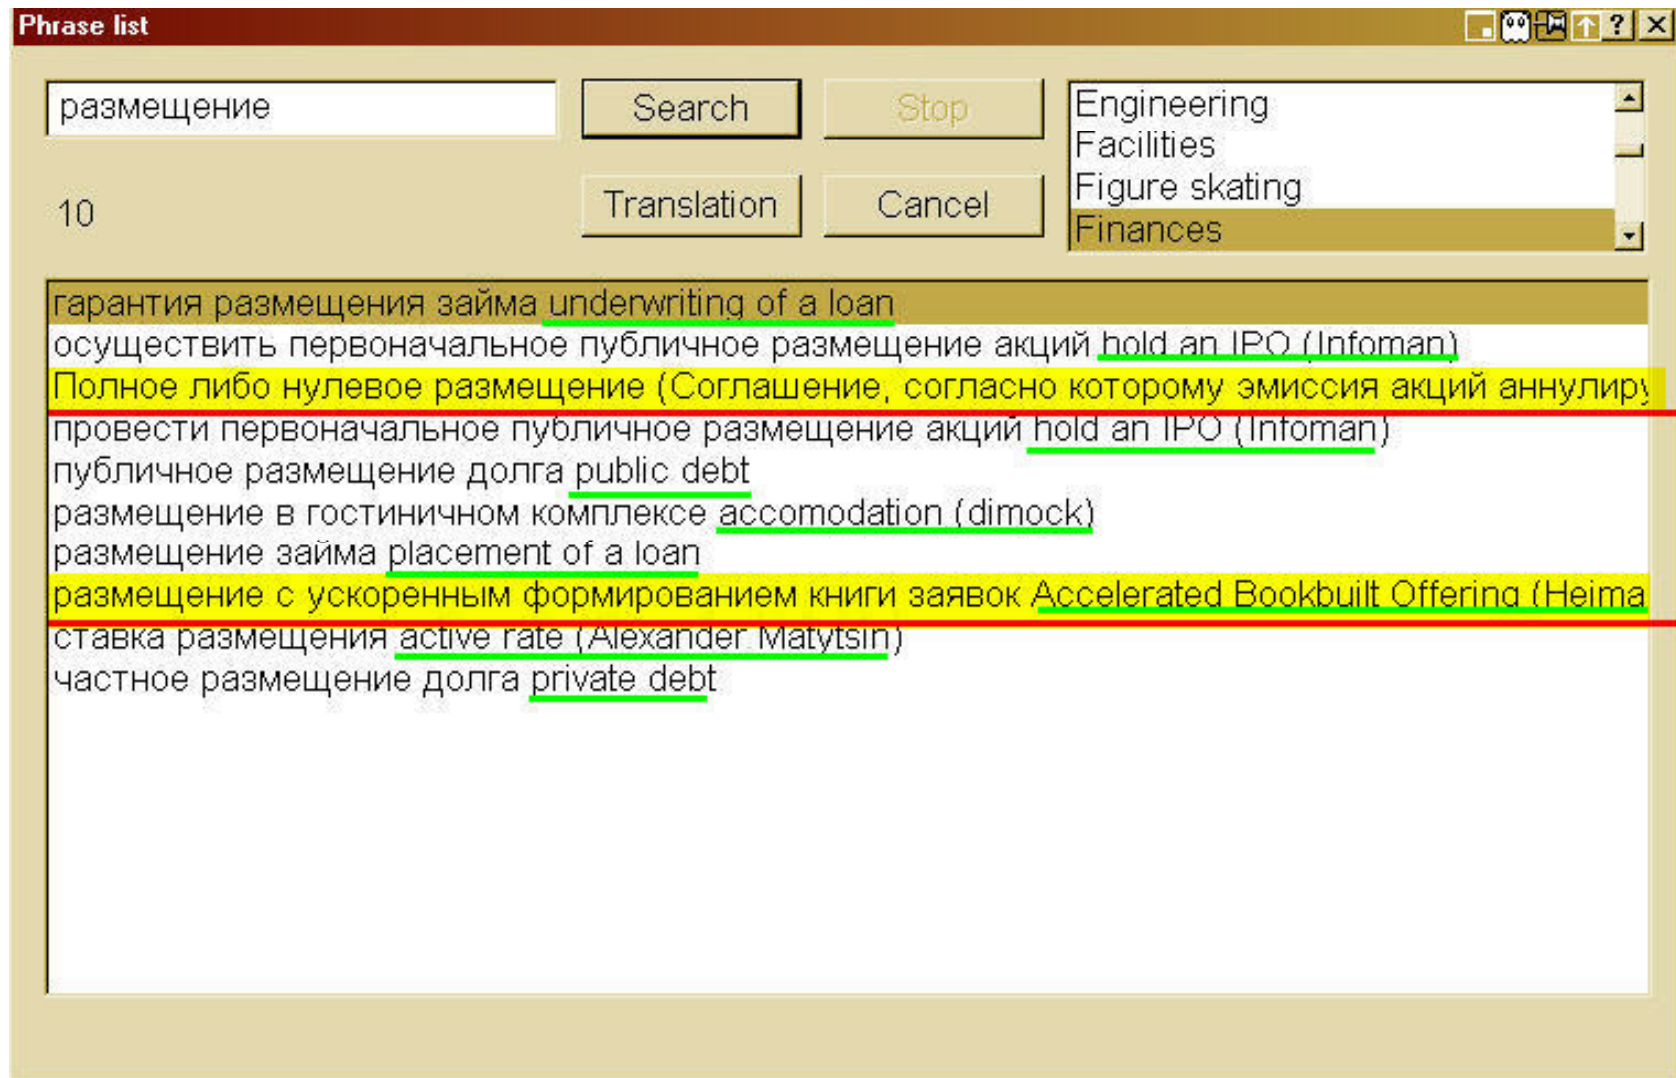 Phrase list
размещение
Search
Stop
10
Translation
Cancel
Engineering
Facilities
Figure skating
Finances
гарантия размещения займа underwriting of a loan
осуществить первоначальное публичное размещение акций hold an IPO (Infoman)
Полное либо нулевое размещение (Соглашение, согласно которому эмиссия акций аннулиру
провести первоначальное публичное размещение акций hold an IPO (Infoman)
публичное размещение долга public debt
размещение в гостиничном комплексе accomodation (dimock)
размещение займа placement of a loan
размещение с ускоренным формированием книги заявок Accelerated Bookbuilt Offering (Heima
ставка размещения active rate (Alexander Matytsin)
частное размещение долга private debt